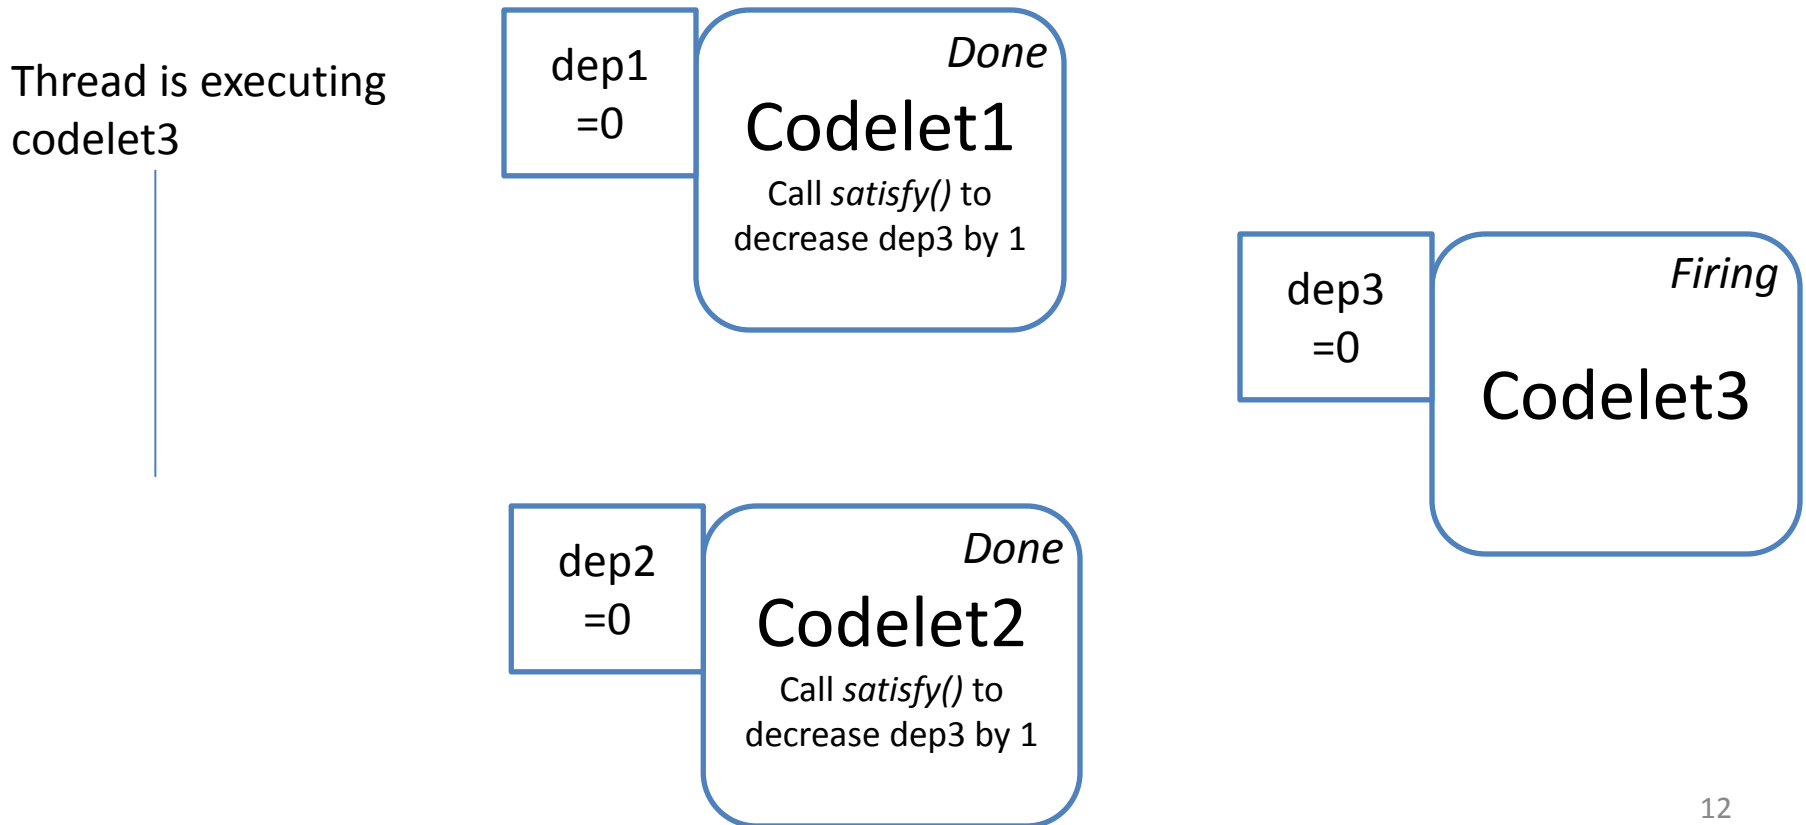 Thread is executing
codelet3
dep1
=0
Done
Codelet1
Call satisfy() to
decrease dep3 by 1
dep3
=0
Firing
Codelet3
dep2
=0
Done
Codelet2
Call satisfy() to
decrease dep3 by 1
12